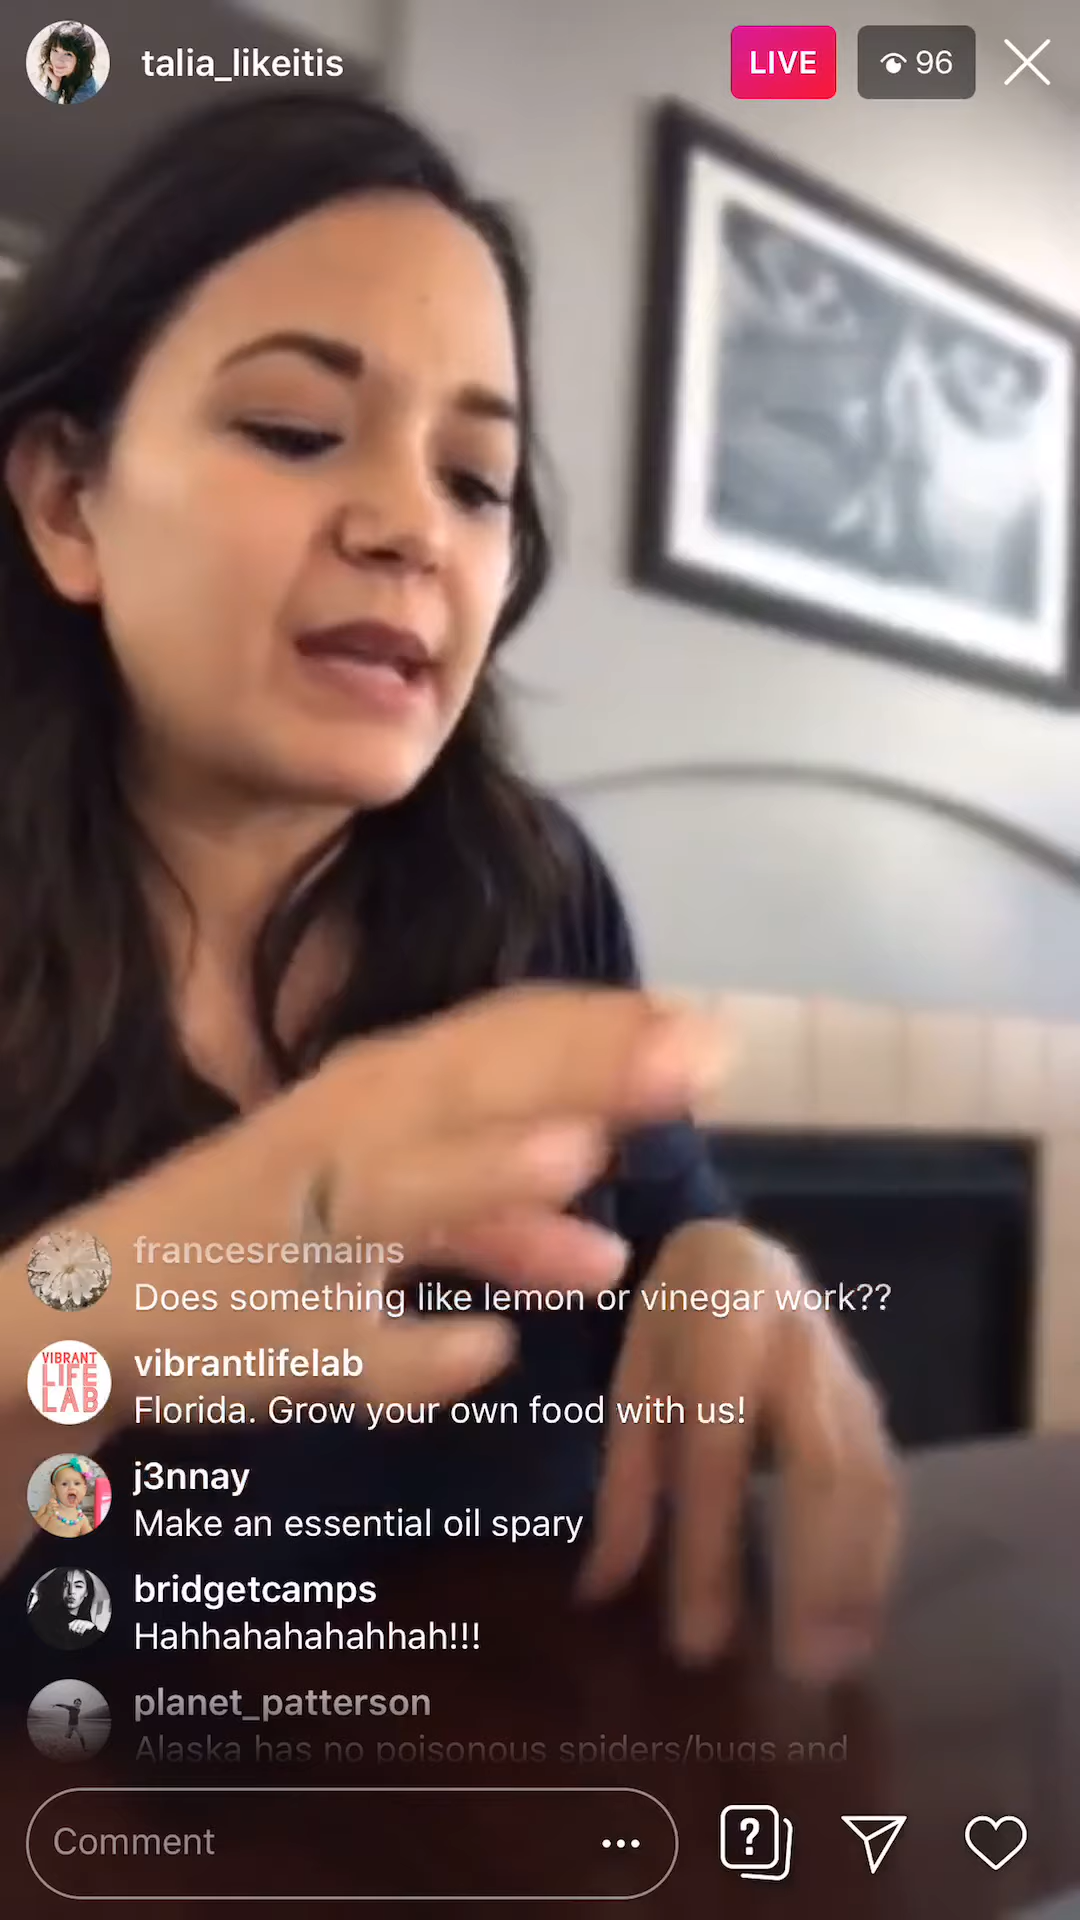 talia_likeitis
LIVE
96
francesremains
Does something like lemon or vinegar work??
VIBRANT
LIFE
LAB
vibrantlifelab
Florida. Grow your own food with us!
j3nnay
Make an essential oil spary
bridgetcamps
Hahhahahahahhah!!!
planet_patterson
Alaska has no poisonous spiders/bugs and
Comment
?